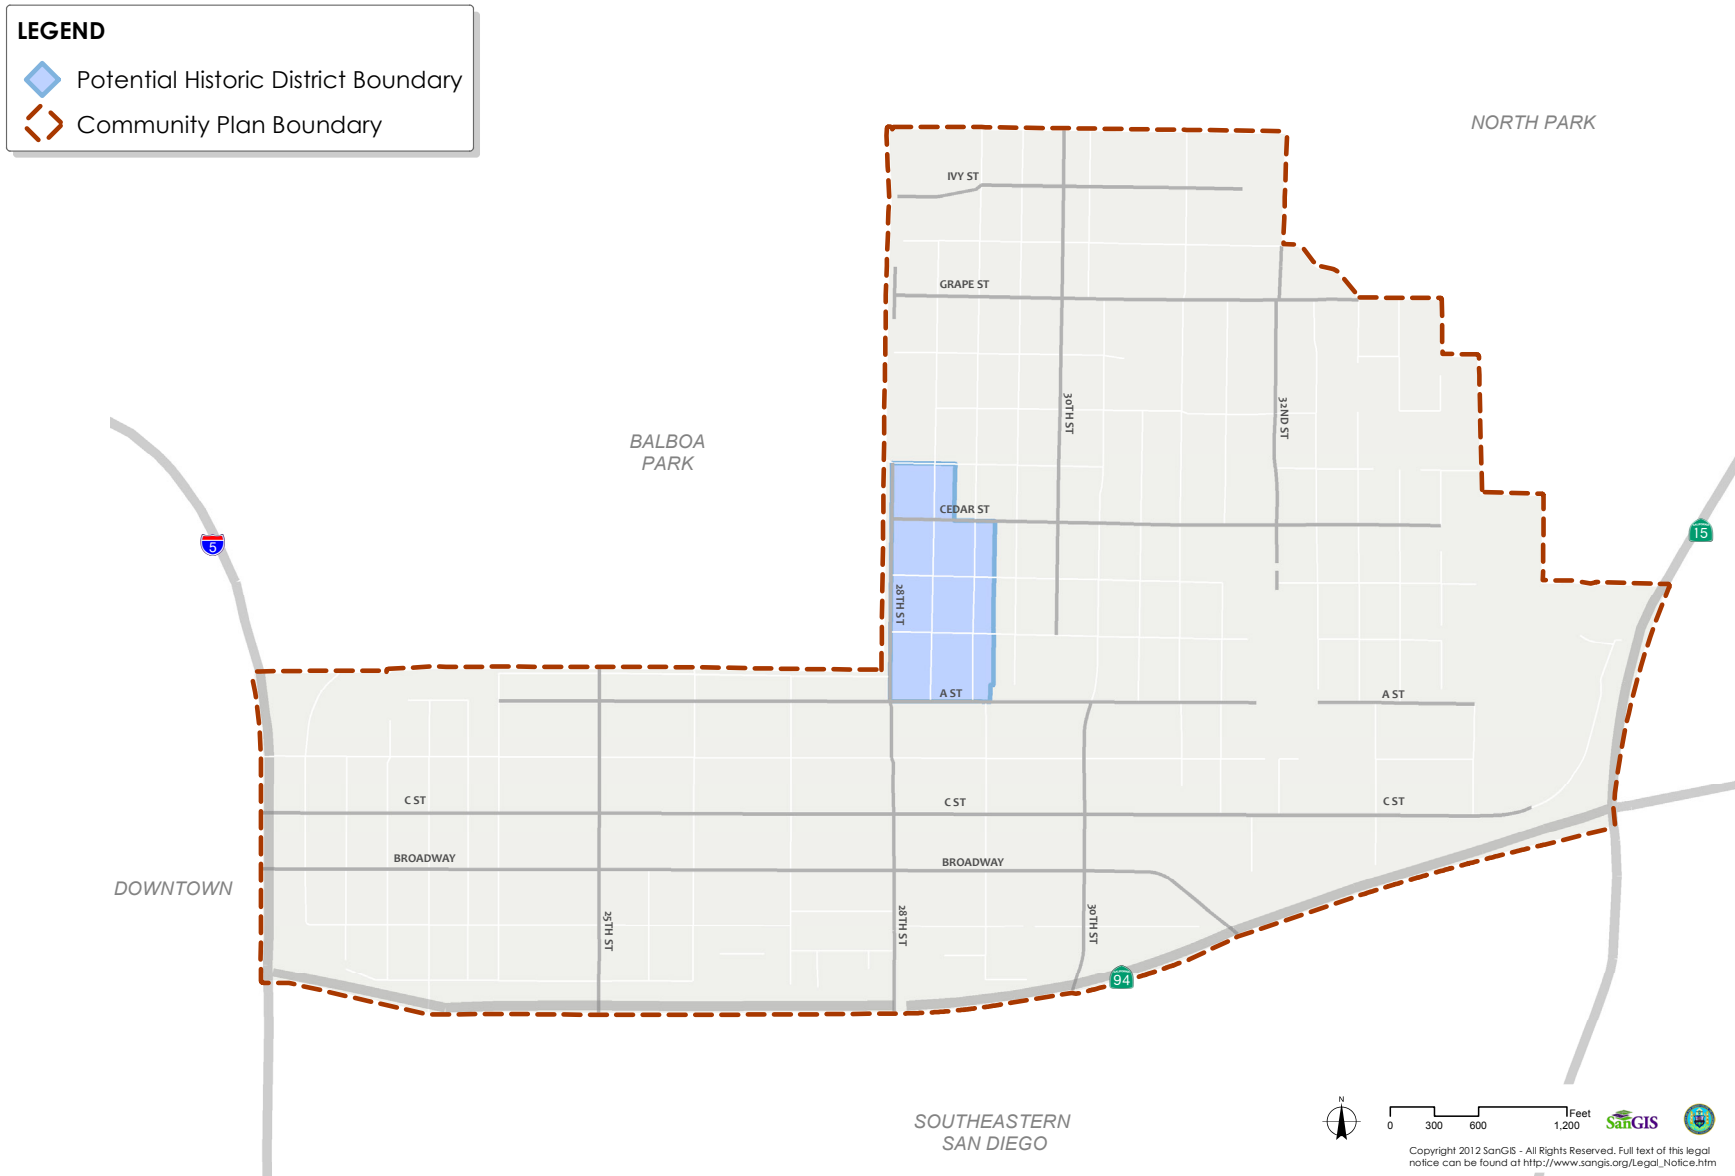 LEGEND
Potential Historic District Boundary
Community Plan Boundary
NORTH PARK
IVY ST
GRAPE ST
30TH ST
32ND ST
BALBOA
PARK
CEDAR ST
5
15
28TH ST
A ST
A ST
C ST
C ST
C ST
BROADWAY
BROADWAY
DOWNTOWN
25TH ST
28TH ST
30TH ST
94
SOUTHEASTERN
SAN DIEGO
N
Feet
0 300 600 1,200
SanGIS
Copyright 2012 SanGIS - All Rights Reserved. Full text of this legal
notice can be found at http://www.sangis.org/Legal_Notice.htm